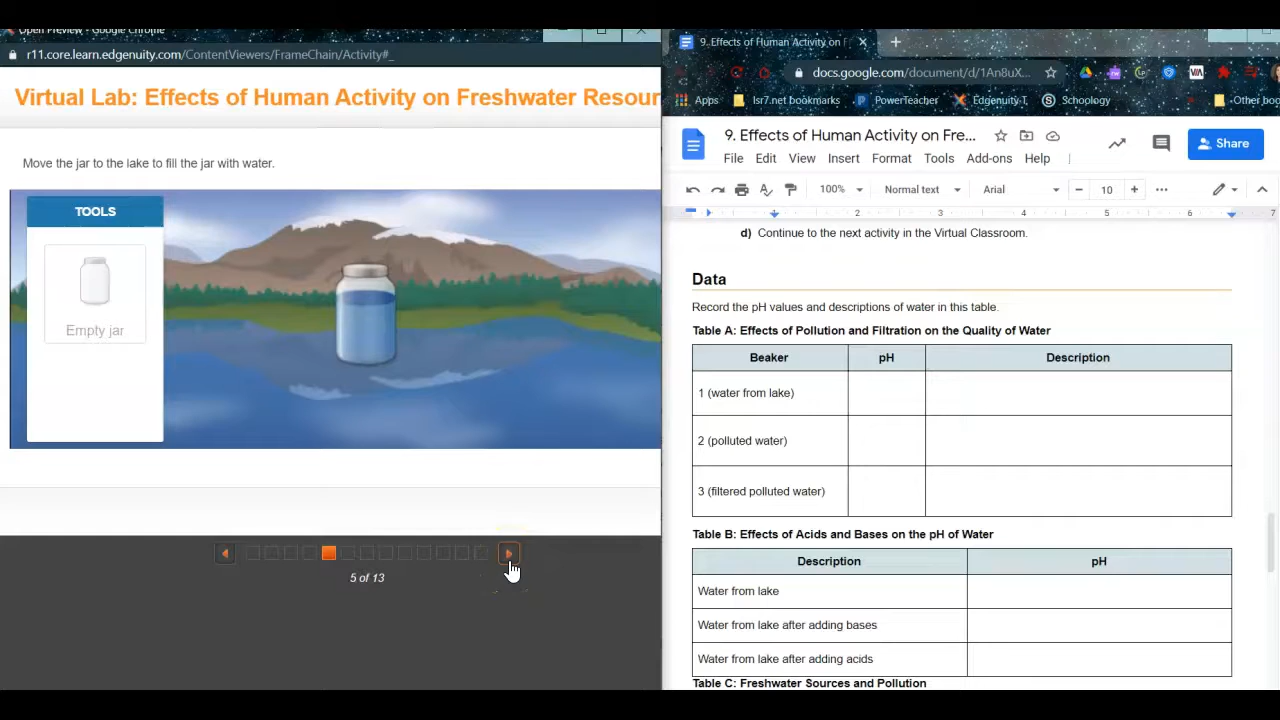 Open Preview - Google Chrome
r11.core.learn.edgenuity.com/ContentViewers/FrameChain/Activity#_
Virtual Lab: Effects of Human Activity on Freshwater Resour
Move the jar to the lake to fill the jar with water.
TOOLS
Empty jar
5 of 13
9. Effects of Human Activity on F
docs.google.com/document/d/1An8uX...
Apps
lsr7.net bookmarks
PowerTeacher
Edgenuity T
Schoology
Other boo
9. Effects of Human Activity on Fre...
Share
File Edit View Insert Format Tools Add-ons Help
100% Normal text Arial 10
2 3 4 5 6 7
d) Continue to the next activity in the Virtual Classroom.
Data
Record the pH values and descriptions of water in this table.
Table A: Effects of Pollution and Filtration on the Quality of Water
Beaker pH Description
1 (water from lake)
2 (polluted water)
3 (filtered polluted water)
Table B: Effects of Acids and Bases on the pH of Water
Description pH
Water from lake
Water from lake after adding bases
Water from lake after adding acids
Table C: Freshwater Sources and Pollution